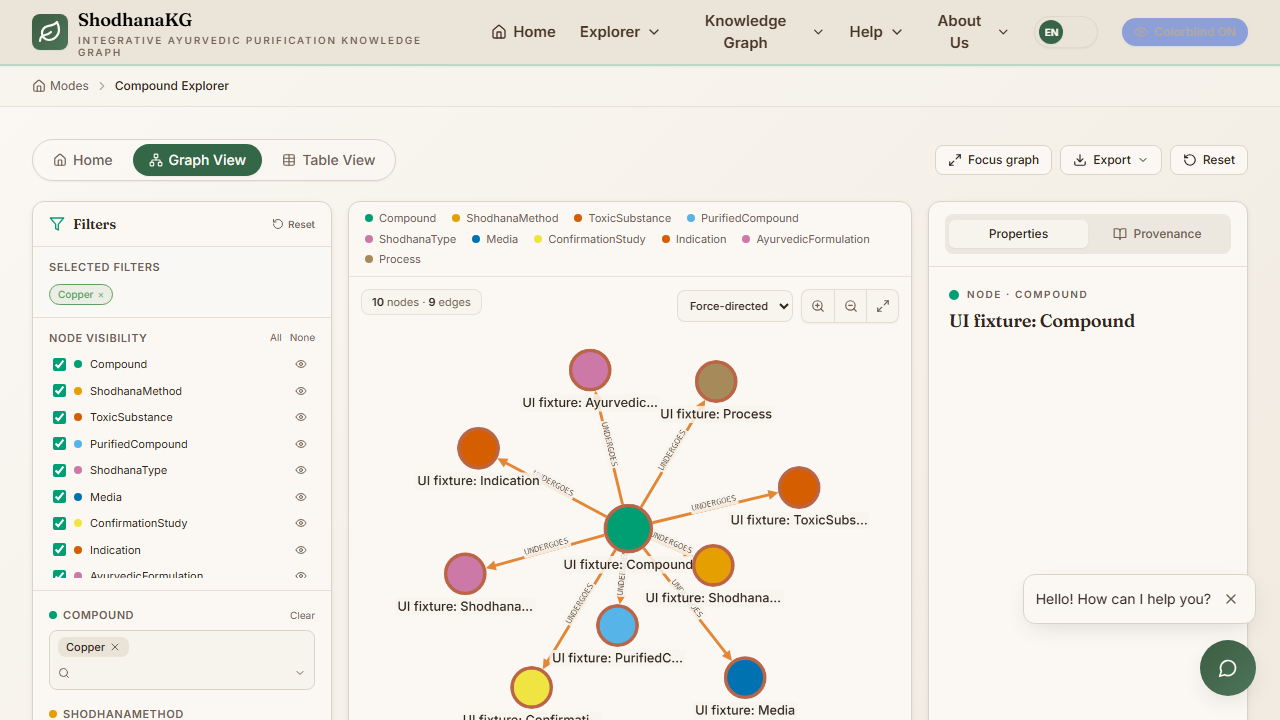 ShodhanaKG
INTEGRATIVE AYURVEDIC PURIFICATION KNOWLEDGE
GRAPH
Home
Explorer
Knowledge
Graph
Help
About
Us
EN
Colorblind ON
Modes
Compound Explorer
Home
Graph View
Table View
Focus graph
Export
Reset
Filters
Reset
SELECTED FILTERS
Copper ×
NODE VISIBILITY
All
None
Compound
ShodhanaMethod
ToxicSubstance
PurifiedCompound
ShodhanaType
Media
ConfirmationStudy
Indication
AyurvedicFormulation
COMPOUND
Clear
Copper ×
SHODHANAMETHOD
Compound
ShodhanaMethod
ToxicSubstance
PurifiedCompound
ShodhanaType
Media
ConfirmationStudy
Indication
AyurvedicFormulation
Process
10 nodes · 9 edges
Force-directed
UI fixture: Ayurvedic...
UI fixture: Process
UNDERGOES
UNDERGOES
UI fixture: Indication
UNDERGOES
UI fixture: ToxicSubs...
UNDERGOES
UNDERGOES
UNDERGOES
UI fixture: Compound
UI fixture: Shodhana...
UI fixture: Shodhana...
UNDERGOES
UI fixture: PurifiedC...
UI fixture: Confirmati...
UI fixture: Media
Properties
Provenance
NODE · COMPOUND
UI fixture: Compound
Hello! How can I help you?